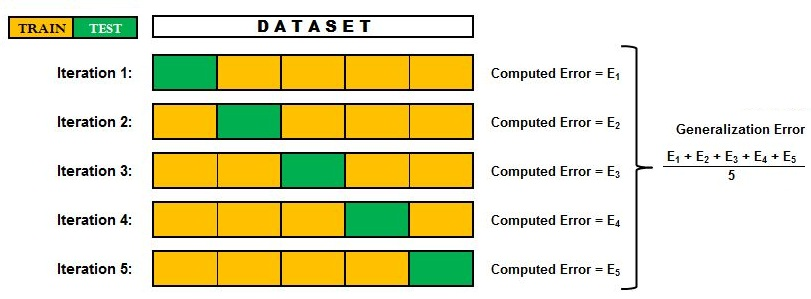 TRAIN TEST
DATASET
Iteration 1: Computed Error = E₁
Iteration 2: Computed Error = E₂
Iteration 3: Computed Error = E₃
Iteration 4: Computed Error = E₄
Iteration 5: Computed Error = E₅
Generalization Error
E₁ + E₂ + E₃ + E₄ + E₅
5